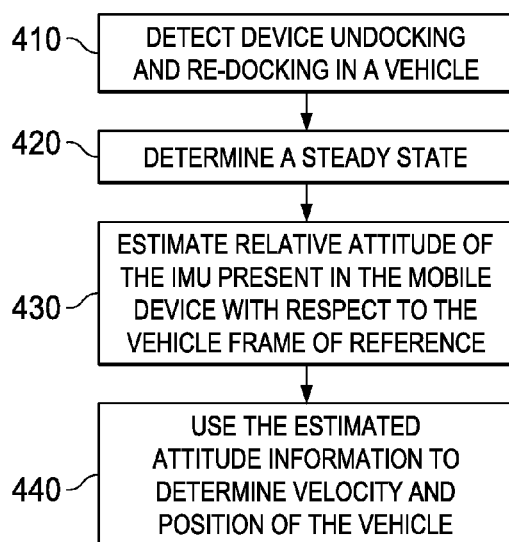 410
DETECT DEVICE UNDOCKING
AND RE-DOCKING IN A VEHICLE
420
DETERMINE A STEADY STATE
430
ESTIMATE RELATIVE ATTITUDE OF
THE IMU PRESENT IN THE MOBILE
DEVICE WITH RESPECT TO THE
VEHICLE FRAME OF REFERENCE
440
USE THE ESTIMATED
ATTITUDE INFORMATION TO
DETERMINE VELOCITY AND
POSITION OF THE VEHICLE